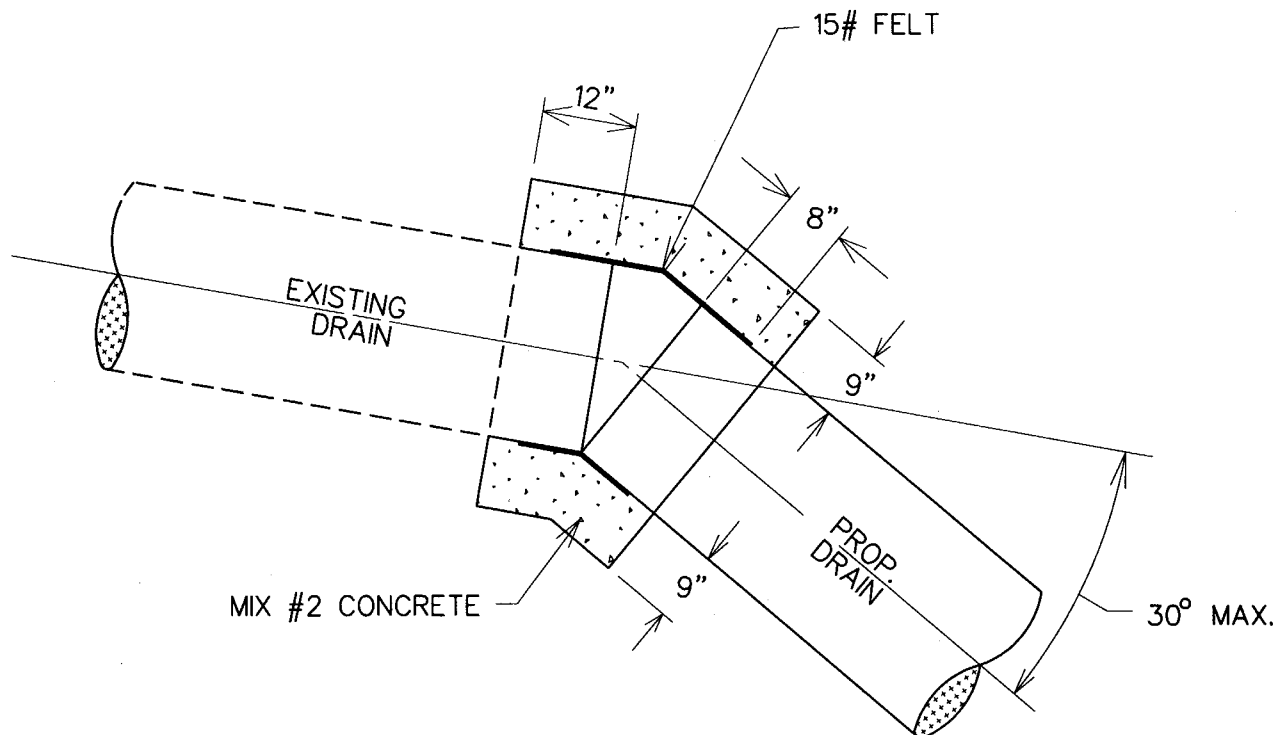 15# FELT
12”
8”
EXISTING
DRAIN
9”
PROP.
DRAIN
9”
MIX #2 CONCRETE
30° MAX.